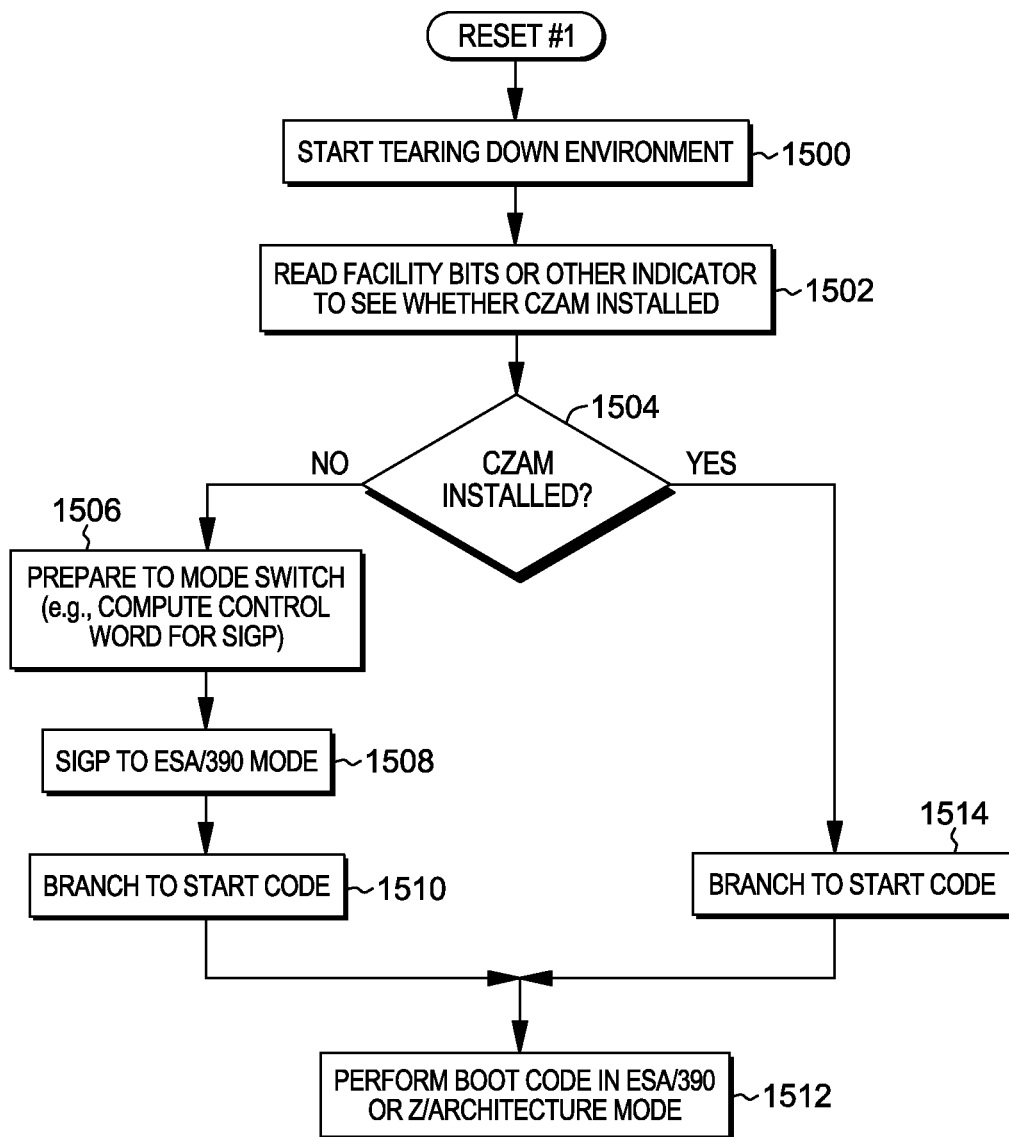 RESET #1
START TEARING DOWN ENVIRONMENT
1500
READ FACILITY BITS OR OTHER INDICATOR
TO SEE WHETHER CZAM INSTALLED
1502
1504
NO
CZAM
INSTALLED?
YES
1506
PREPARE TO MODE SWITCH
(e.g., COMPUTE CONTROL
WORD FOR SIGP)
SIGP TO ESA/390 MODE
1508
BRANCH TO START CODE
1510
1514
BRANCH TO START CODE
PERFORM BOOT CODE IN ESA/390
OR Z/ARCHITECTURE MODE
1512